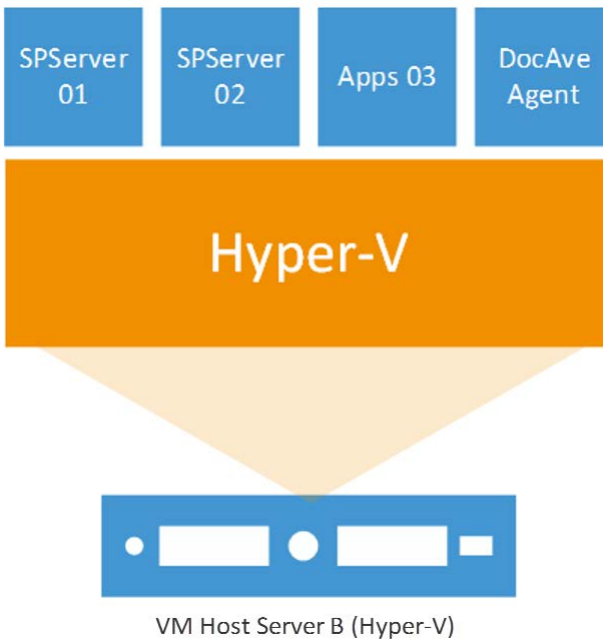 SPServer
01
SPServer
02
Apps 03
DocAve
Agent
Hyper-V
VM Host Server B (Hyper-V)